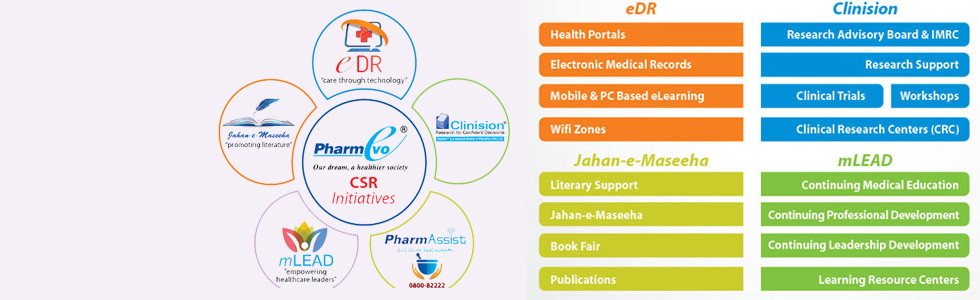 eDR
"care through technology"
Jahan-e-Maseeha
"promoting literature"
Clinision
Research for Confident Decisions
PharmEvo®
Our dream, a healthier society
CSR
Initiatives
mLEAD
"empowering
healthcare leaders"
PharmAssist
0800-82222
eDR
Health Portals
Electronic Medical Records
Mobile & PC Based eLearning
Wifi Zones
Clinision
Research Advisory Board & IMRC
Research Support
Clinical Trials
Workshops
Clinical Research Centers (CRC)
Jahan-e-Maseeha
Literary Support
Jahan-e-Maseeha
Book Fair
Publications
mLEAD
Continuing Medical Education
Continuing Professional Development
Continuing Leadership Development
Learning Resource Centers